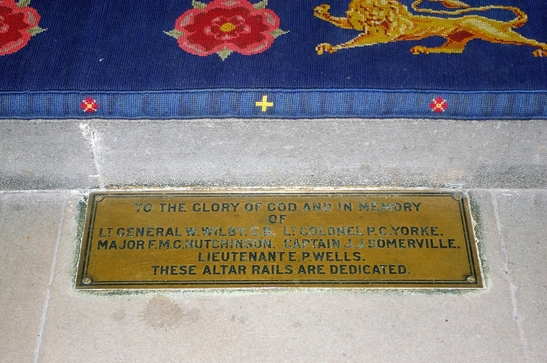 TO THE GLORY OF GOD AND IN MEMORY
OF
LT GENERAL W. WILBY C.B. LT COLONEL P.C. YORKE.
MAJOR F.M.G. HUTCHINSON. CAPTAIN J.J. SOMERVILLE.
LIEUTENANT E.P. WELLS.
THESE ALTAR RAILS ARE DEDICATED.